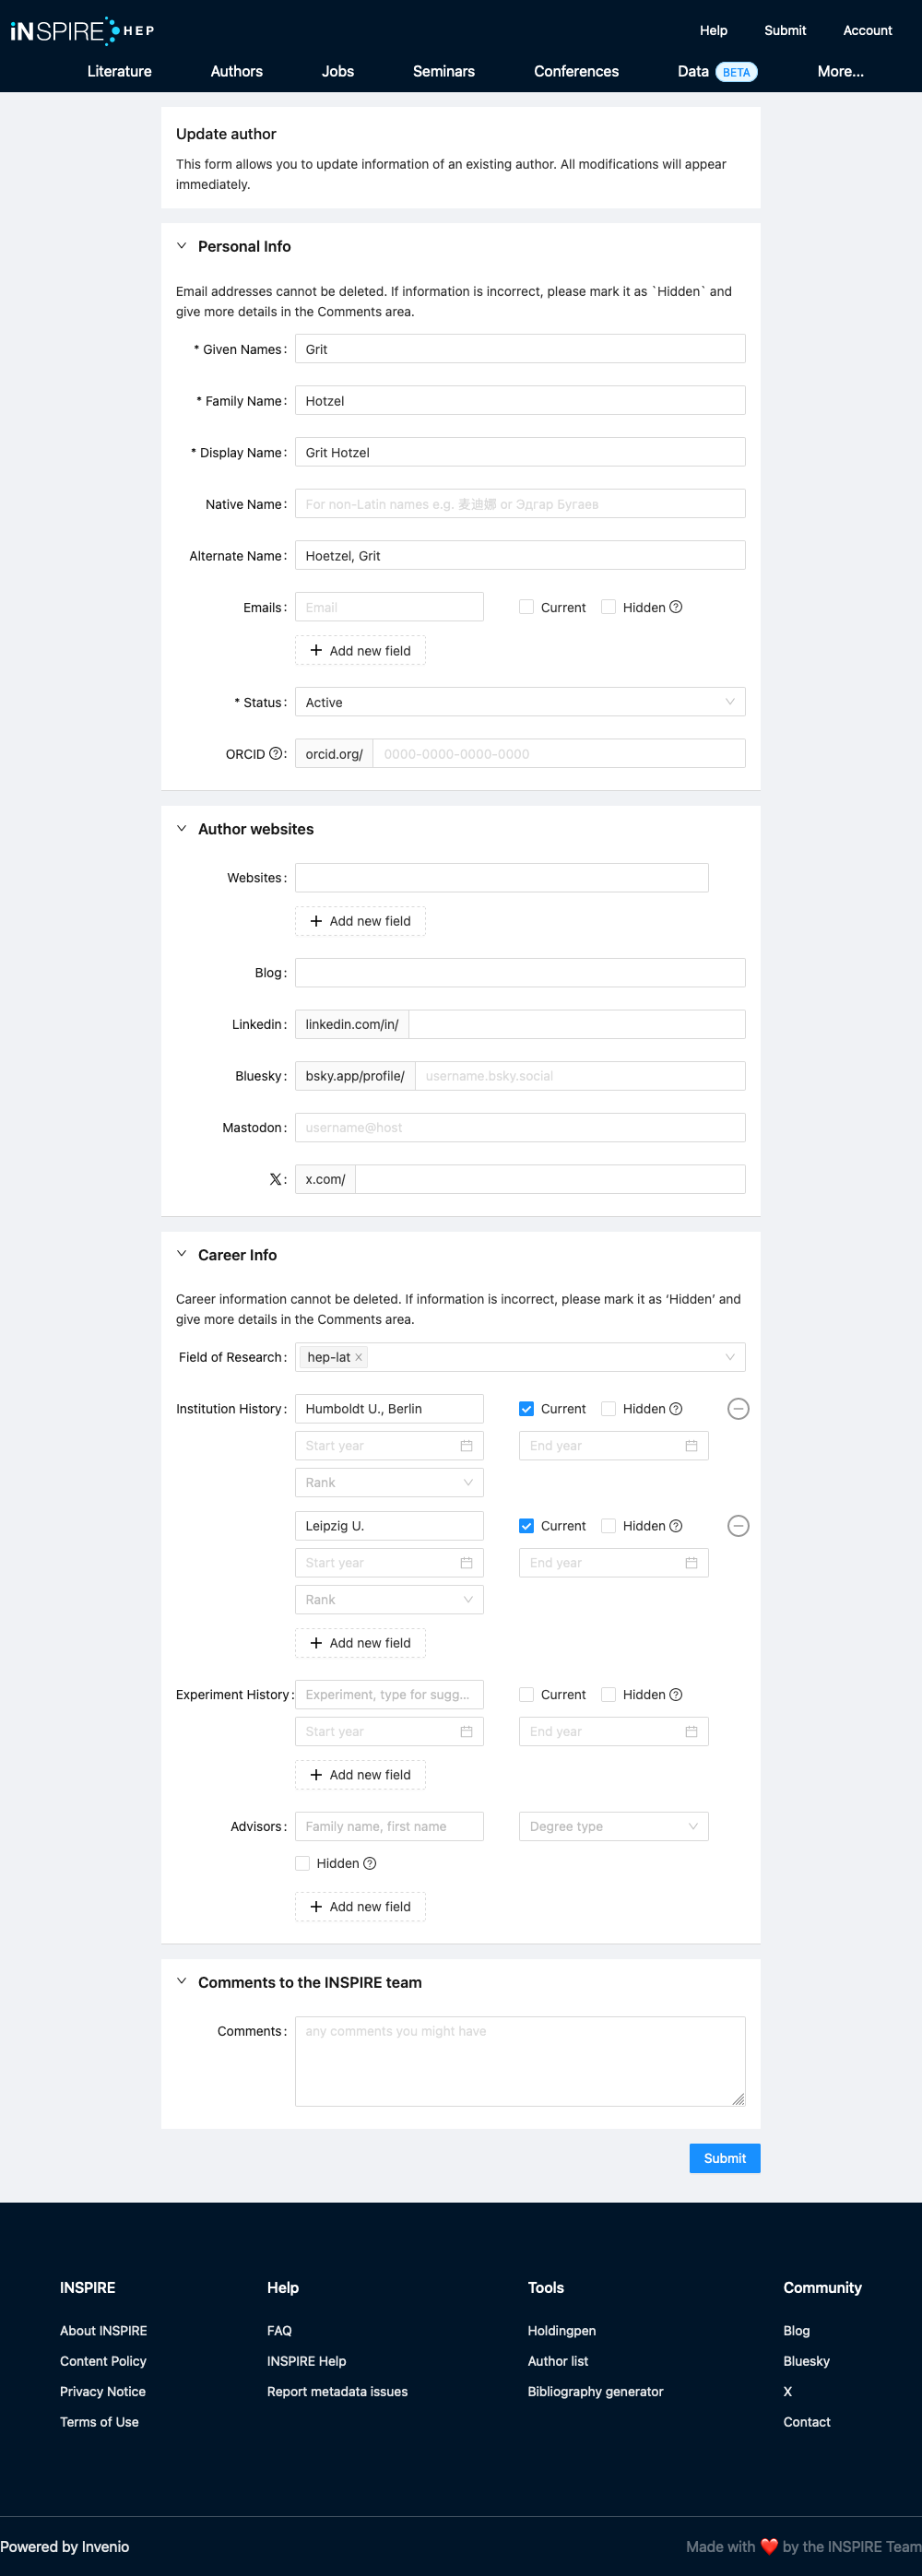 iNSPIRE HEP
Help
Submit
Account
Literature
Authors
Jobs
Seminars
Conferences
Data BETA
More...
Update author
This form allows you to update information of an existing author. All modifications will appear
immediately.
Personal Info
Email addresses cannot be deleted. If information is incorrect, please mark it as `Hidden` and
give more details in the Comments area.
* Given Names: Grit
* Family Name: Hotzel
* Display Name: Grit Hotzel
Native Name: For non-Latin names e.g. 麦迪娜 or Эдгар Бугаев
Alternate Name: Hoetzel, Grit
Emails: Email Current Hidden
Add new field
* Status: Active
ORCID : orcid.org/ 0000-0000-0000-0000
Author websites
Websites:
Add new field
Blog:
Linkedin: linkedin.com/in/
Bluesky: bsky.app/profile/ username.bsky.social
Mastodon: username@host
X: x.com/
Career Info
Career information cannot be deleted. If information is incorrect, please mark it as ‘Hidden’ and
give more details in the Comments area.
Field of Research: hep-lat
Institution History: Humboldt U., Berlin Current Hidden
Start year End year
Rank
Leipzig U. Current Hidden
Start year End year
Rank
Add new field
Experiment History: Experiment, type for sugg... Current Hidden
Start year End year
Add new field
Advisors: Family name, first name Degree type
Hidden
Add new field
Comments to the INSPIRE team
Comments: any comments you might have
Submit
INSPIRE
About INSPIRE
Content Policy
Privacy Notice
Terms of Use
Help
FAQ
INSPIRE Help
Report metadata issues
Tools
Holdingpen
Author list
Bibliography generator
Community
Blog
Bluesky
X
Contact
Powered by Invenio
Made with ❤️ by the INSPIRE Team